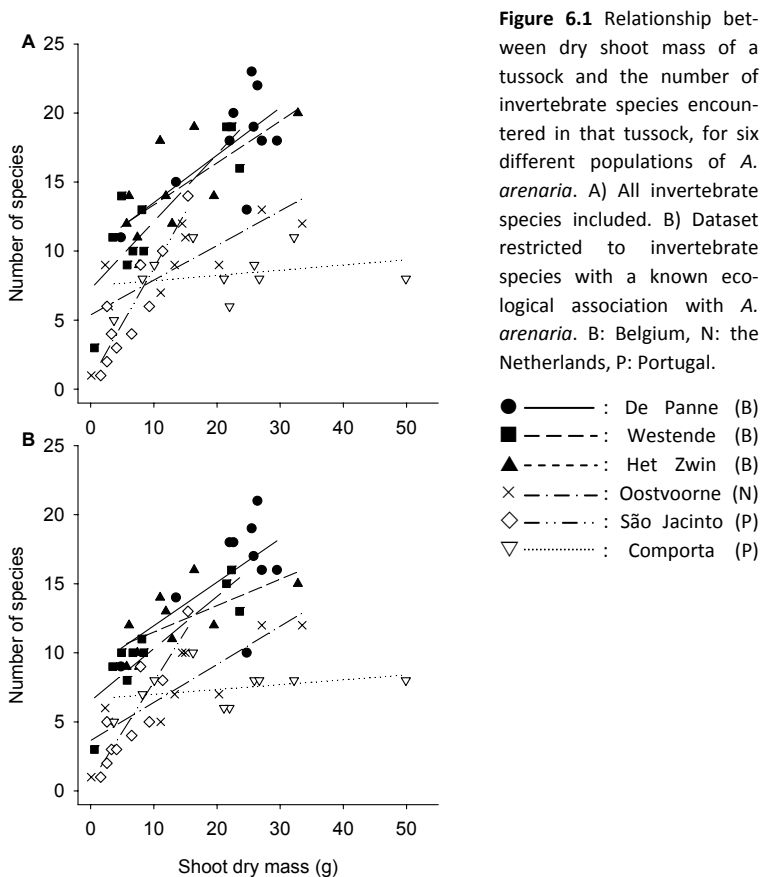 A
25
20
15
10
5
0
Number of species
0 10 20 30 40 50
B
25
20
15
10
5
0
Number of species
0 10 20 30 40 50
Shoot dry mass (g)
Figure 6.1 Relationship bet-
ween dry shoot mass of a
tussock and the number of
invertebrate species encoun-
tered in that tussock, for six
different populations of A.
arenaria. A) All invertebrate
species included. B) Dataset
restricted to invertebrate
species with a known eco-
logical association with A.
arenaria. B: Belgium, N: the
Netherlands, P: Portugal.
: De Panne (B)
: Westende (B)
: Het Zwin (B)
: Oostvoorne (N)
: São Jacinto (P)
: Comporta (P)